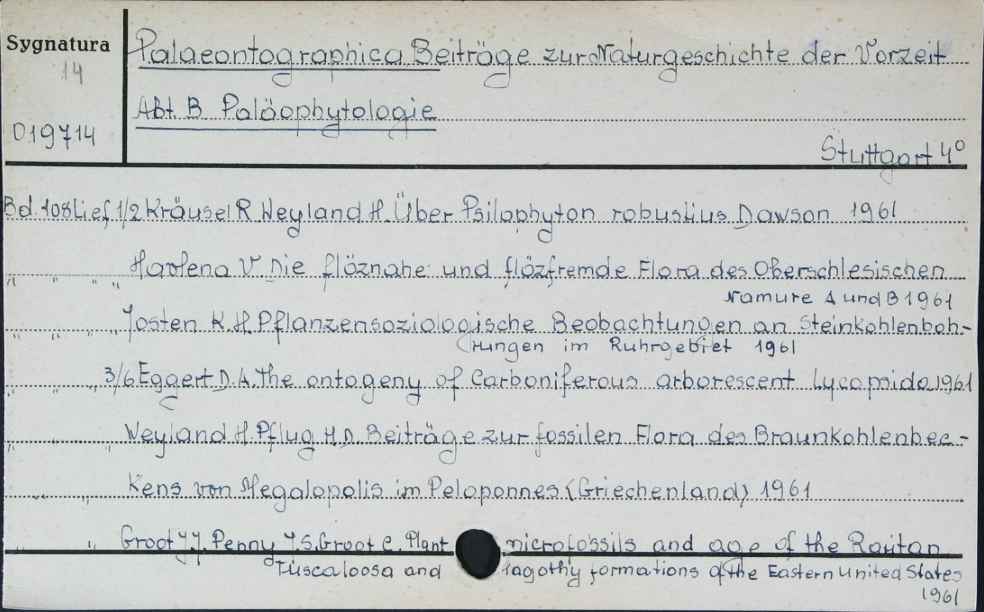 Sygnatura
14
019714
Palaeontographica Beiträge zur Naturgeschichte der Vorzeit
Abt. B Paläophytologie
Stuttgart 4°
Bd. 108 Lief. 1/2 Kräusel R. Weyland H. Über Psilophyton robustius Dawson 1961
" " " " Havlena V. Die flöznahe und flözfremde Flora des Oberschlesischen
Namurs A und B 1961
" " " " Josten K. H. Pflanzensoziologische Beobachtungen an Steinkohlenboh-
rungen im Ruhrgebiet 1961
" " " 3/6 Eggert D. A. The ontogeny of Carboniferous arborescent Lycopsida 1961
" " " Weyland H. Pflug H. D. Beiträge zur fossilen Flora des Braunkohlenbec-
" " " kens von Megalopolis im Peloponnes (Griechenland) 1961
" " Groot J. J. Penny J. S. Groot C. Plant microfossils and age of the Raritan
Tuscaloosa and agothy formations of the Eastern United States
1961